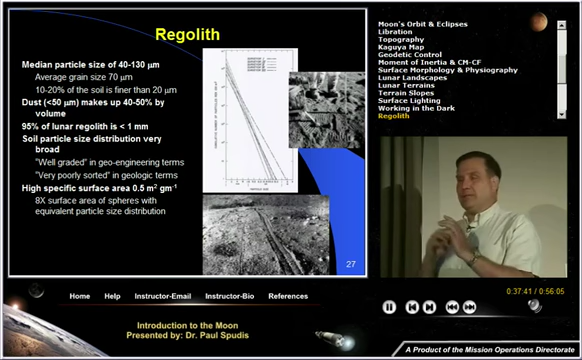 Regolith
Median particle size of 40-130 µm
Average grain size 70 µm
10-20% of the soil is finer than 20 µm
Dust (<50 µm) makes up 40-50% by
volume
95% of lunar regolith is < 1 mm
Soil particle size distribution very
broad
"Well graded" in geo-engineering terms
"Very poorly sorted" in geologic terms
High specific surface area 0.5 m² gm⁻¹
8X surface area of spheres with
equivalent particle size distribution
27
Moon's Orbit & Eclipses
Libration
Topography
Kaguya Map
Geodetic Control
Moment of Inertia & CM-CF
Surface Morphology & Physiography
Lunar Landscapes
Lunar Terrains
Terrain Slopes
Surface Lighting
Working in the Dark
Regolith
0:37:41 / 0:56:05
Home Help Instructor-Email Instructor-Bio References
Introduction to the Moon
Presented by: Dr. Paul Spudis
A Product of the Mission Operations Directorate